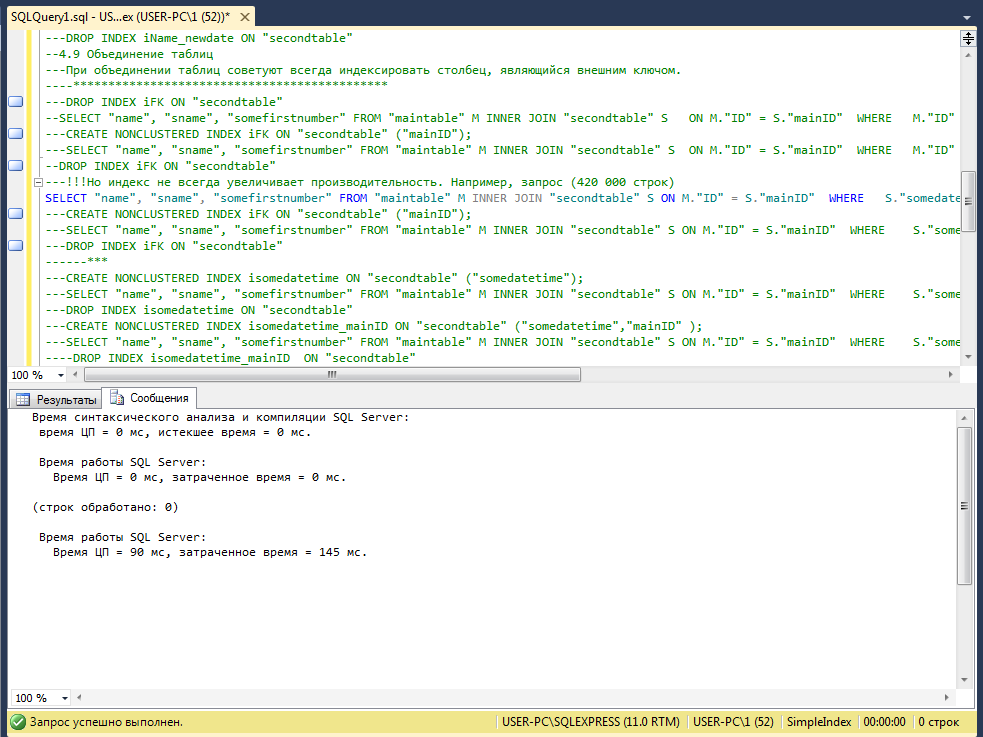 SQLQuery1.sql - US...ex (USER-PC\1 (52))*
---DROP INDEX iName_newdate ON "secondtable"
--4.9 Объединение таблиц
---При объединении таблиц советуют всегда индексировать столбец, являющийся внешним ключом.
----*********************************************
---DROP INDEX iFK ON "secondtable"
--SELECT "name", "sname", "somefirstnumber" FROM "maintable" M INNER JOIN "secondtable" S   ON M."ID" = S."mainID"  WHERE   M."ID"
---CREATE NONCLUSTERED INDEX iFK ON "secondtable" ("mainID");
---SELECT "name", "sname", "somefirstnumber" FROM "maintable" M INNER JOIN "secondtable" S  ON M."ID" = S."mainID"  WHERE   M."ID"
--DROP INDEX iFK ON "secondtable"
---!!!Но индекс не всегда увеличивает производительность. Например, запрос (420 000 строк)
SELECT "name", "sname", "somefirstnumber" FROM "maintable" M INNER JOIN "secondtable" S ON M."ID" = S."mainID"  WHERE   S."somedate
---CREATE NONCLUSTERED INDEX iFK ON "secondtable" ("mainID");
---SELECT "name", "sname", "somefirstnumber" FROM "maintable" M INNER JOIN "secondtable" S ON M."ID" = S."mainID"  WHERE    S."some
---DROP INDEX iFK ON "secondtable"
------***
---CREATE NONCLUSTERED INDEX isomedatetime ON "secondtable" ("somedatetime");
---SELECT "name", "sname", "somefirstnumber" FROM "maintable" M INNER JOIN "secondtable" S ON M."ID" = S."mainID"  WHERE    S."some
---DROP INDEX isomedatetime ON "secondtable"
---CREATE NONCLUSTERED INDEX isomedatetime_mainID ON "secondtable" ("somedatetime","mainID" );
---SELECT "name", "sname", "somefirstnumber" FROM "maintable" M INNER JOIN "secondtable" S ON M."ID" = S."mainID"  WHERE    S."some
----DROP INDEX isomedatetime_mainID  ON "secondtable"
100 %
Результаты Сообщения
Время синтаксического анализа и компиляции SQL Server:
время ЦП = 0 мс, истекшее время = 0 мс.
Время работы SQL Server:
Время ЦП = 0 мс, затраченное время = 0 мс.
(строк обработано: 0)
Время работы SQL Server:
Время ЦП = 90 мс, затраченное время = 145 мс.
100 %
Запрос успешно выполнен. USER-PC\SQLEXPRESS (11.0 RTM) USER-PC\1 (52) SimpleIndex 00:00:00 0 строк